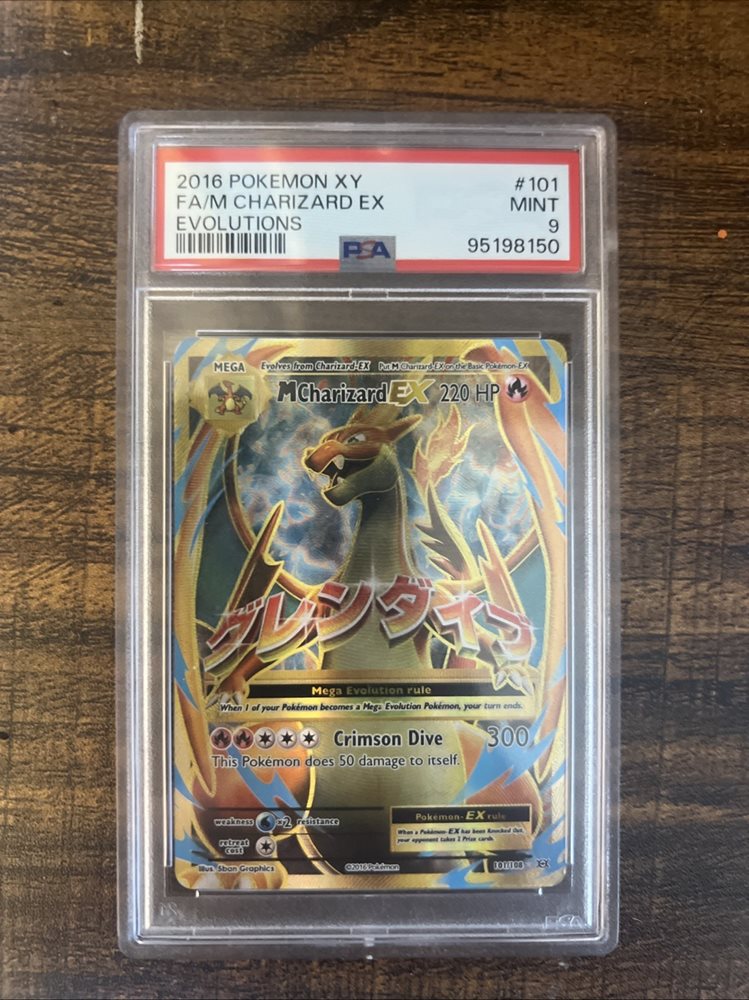 2016 POKEMON XY #101
FA/M CHARIZARD EX MINT
EVOLUTIONS 9
PSA 95198150
MEGA Evolves from Charizard-EX Put M Charizard-EX on the Basic Pokémon-EX
M Charizard EX 220 HP
グレンダイブ
Mega Evolution rule
When 1 of your Pokémon becomes a Mega Evolution Pokémon, your turn ends.
Crimson Dive 300
This Pokémon does 50 damage to itself.
weakness x2 resistance
retreat
cost
Pokémon-EX rule
When a Pokémon-EX has been Knocked Out,
your opponent takes 2 Prize cards.
Illus. 5ban Graphics ©2016 Pokémon 101/108
PSA